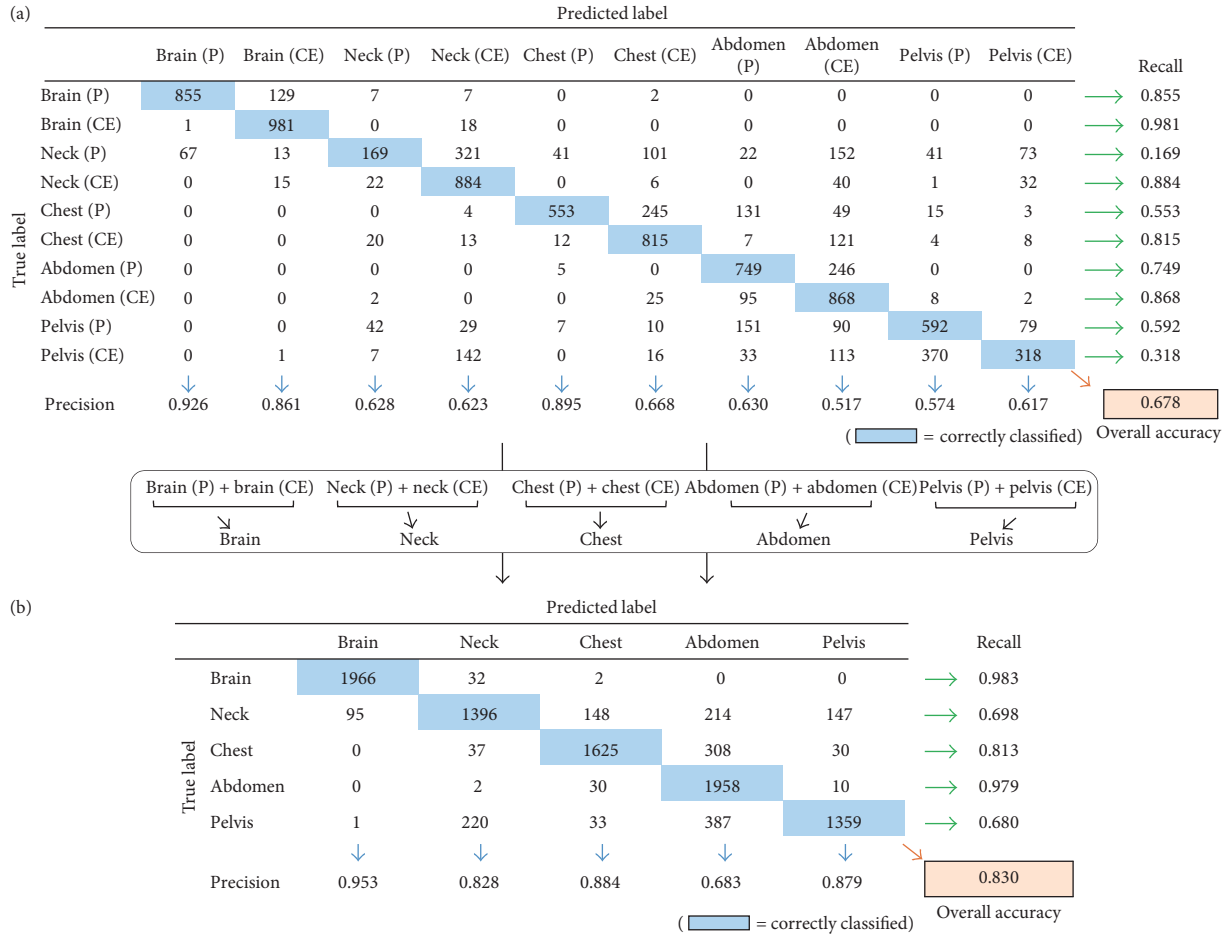 (a)
Predicted label
Brain (P) Brain (CE) Neck (P) Neck (CE) Chest (P) Chest (CE) Abdomen (P) Abdomen (CE) Pelvis (P) Pelvis (CE) Recall
True label
Brain (P) 855 129 7 7 0 2 0 0 0 0 0.855
Brain (CE) 1 981 0 18 0 0 0 0 0 0 0.981
Neck (P) 67 13 169 321 41 101 22 152 41 73 0.169
Neck (CE) 0 15 22 884 0 6 0 40 1 32 0.884
Chest (P) 0 0 0 4 553 245 131 49 15 3 0.553
Chest (CE) 0 0 20 13 12 815 7 121 4 8 0.815
Abdomen (P) 0 0 0 0 5 0 749 246 0 0 0.749
Abdomen (CE) 0 0 2 0 0 25 95 868 8 2 0.868
Pelvis (P) 0 0 42 29 7 10 151 90 592 79 0.592
Pelvis (CE) 0 1 7 142 0 16 33 113 370 318 0.318
Precision 0.926 0.861 0.628 0.623 0.895 0.668 0.630 0.517 0.574 0.617 0.678
( = correctly classified) Overall accuracy
Brain (P) + brain (CE) Neck (P) + neck (CE) Chest (P) + chest (CE) Abdomen (P) + abdomen (CE) Pelvis (P) + pelvis (CE)
Brain Neck Chest Abdomen Pelvis
(b)
Predicted label
Brain Neck Chest Abdomen Pelvis Recall
True label
Brain 1966 32 2 0 0 0.983
Neck 95 1396 148 214 147 0.698
Chest 0 37 1625 308 30 0.813
Abdomen 0 2 30 1958 10 0.979
Pelvis 1 220 33 387 1359 0.680
Precision 0.953 0.828 0.884 0.683 0.879 0.830
( = correctly classified) Overall accuracy